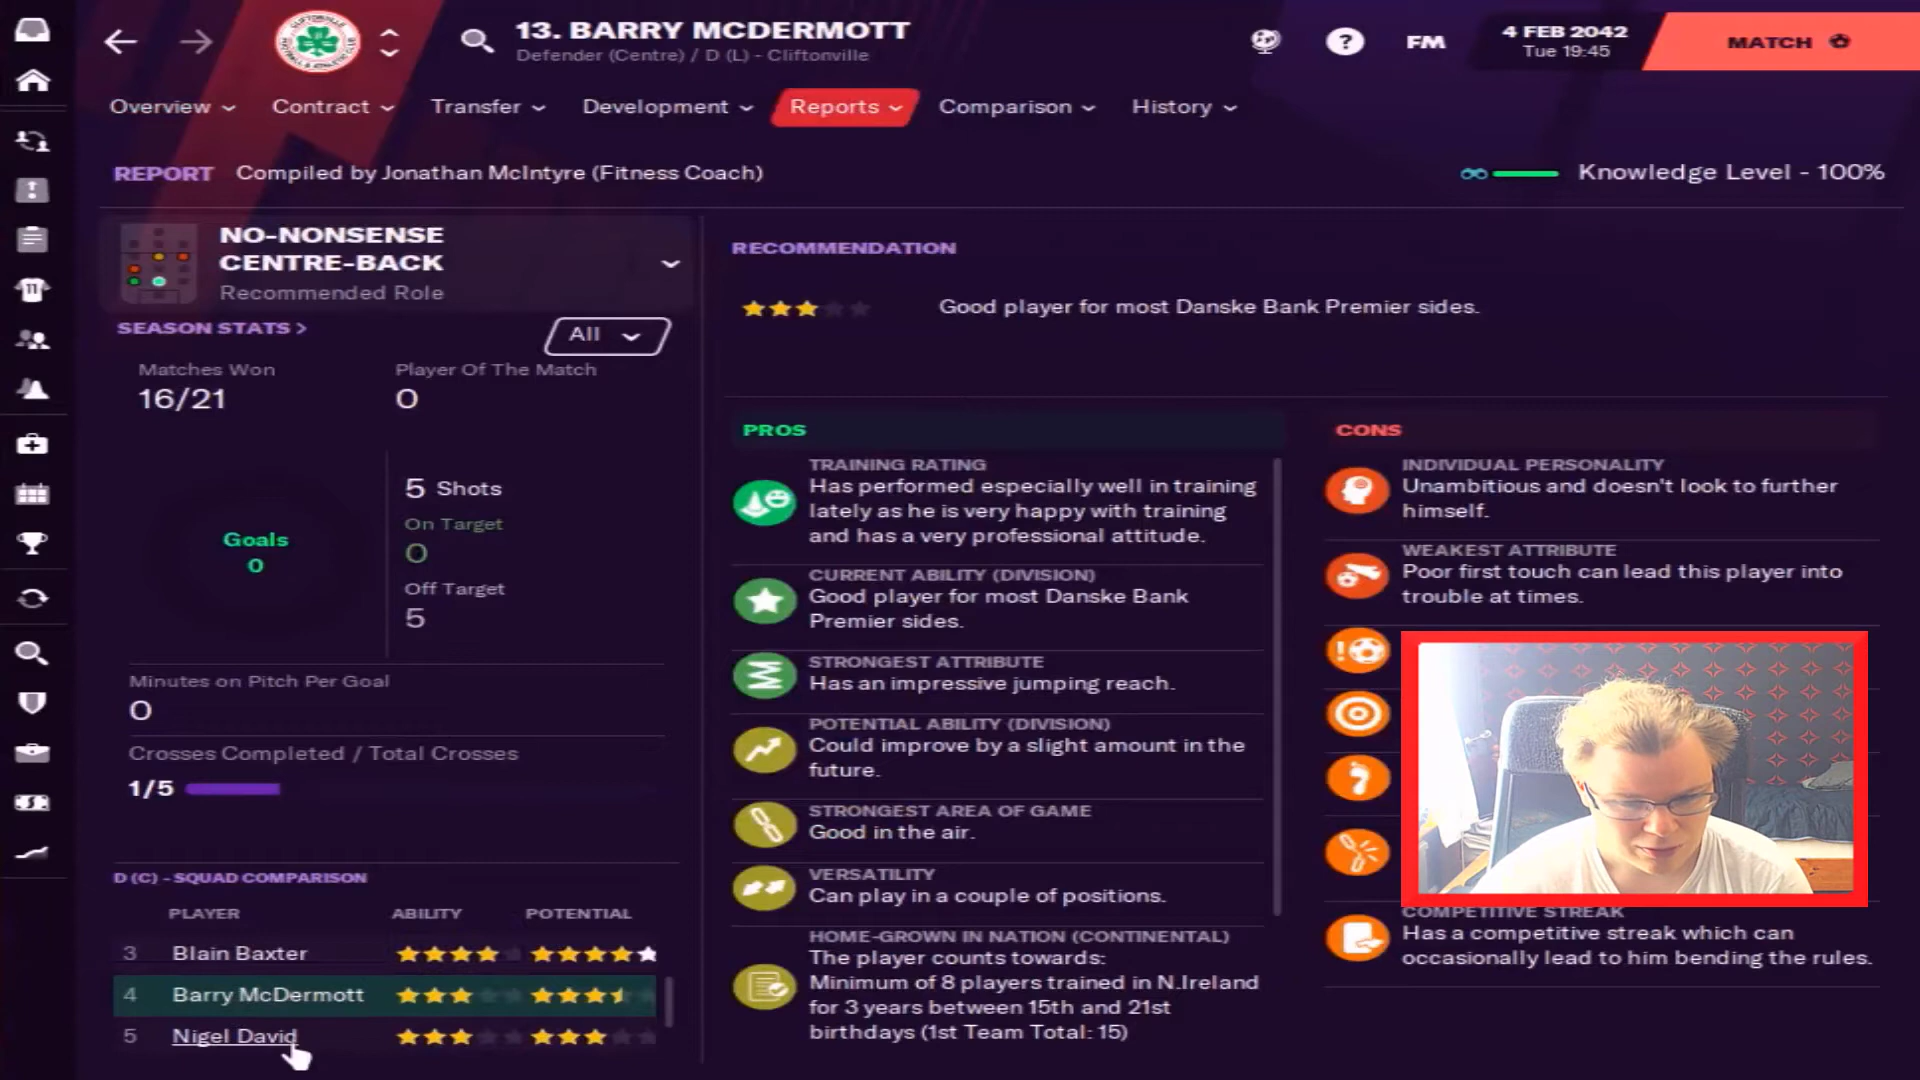 13. BARRY MCDERMOTT
Defender (Centre) / D (L) - Cliftonville
FM
4 FEB 2042
Tue 19:45
MATCH
Overview
Contract
Transfer
Development
Reports
Comparison
History
REPORT
Compiled by Jonathan McIntyre (Fitness Coach)
Knowledge Level - 100%
NO-NONSENSE
CENTRE-BACK
Recommended Role
SEASON STATS >
All
Matches Won
16/21
Player Of The Match
0
Goals
0
5 Shots
On Target
0
Off Target
5
Minutes on Pitch Per Goal
0
Crosses Completed / Total Crosses
1/5
D (C) - SQUAD COMPARISON
PLAYER ABILITY POTENTIAL
3 Blain Baxter
4 Barry McDermott
5 Nigel David
RECOMMENDATION
Good player for most Danske Bank Premier sides.
PROS
TRAINING RATING
Has performed especially well in training
lately as he is very happy with training
and has a very professional attitude.
CURRENT ABILITY (DIVISION)
Good player for most Danske Bank
Premier sides.
STRONGEST ATTRIBUTE
Has an impressive jumping reach.
POTENTIAL ABILITY (DIVISION)
Could improve by a slight amount in the
future.
STRONGEST AREA OF GAME
Good in the air.
VERSATILITY
Can play in a couple of positions.
HOME-GROWN IN NATION (CONTINENTAL)
The player counts towards:
Minimum of 8 players trained in N.Ireland
for 3 years between 15th and 21st
birthdays (1st Team Total: 15)
CONS
INDIVIDUAL PERSONALITY
Unambitious and doesn't look to further
himself.
WEAKEST ATTRIBUTE
Poor first touch can lead this player into
trouble at times.
COMPETITIVE STREAK
Has a competitive streak which can
occasionally lead to him bending the rules.